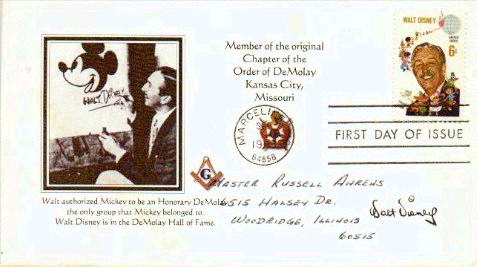 WALT DISNEY
Member of the original
Chapter of the
Order of DeMolay
Kansas City,
Missouri
WALT DISNEY
UNITED STATES
6¢
MARCELINE
64658
FIRST DAY OF ISSUE
G
Walt authorized Mickey to be an Honorary DeMolay
the only group that Mickey belonged to.
Walt Disney is in the DeMolay Hall of Fame.
MASTER RUSSELL AHRENS
6515 HALSEY DR.
WOODRIDGE, ILLINOIS
60515
Walt Disney